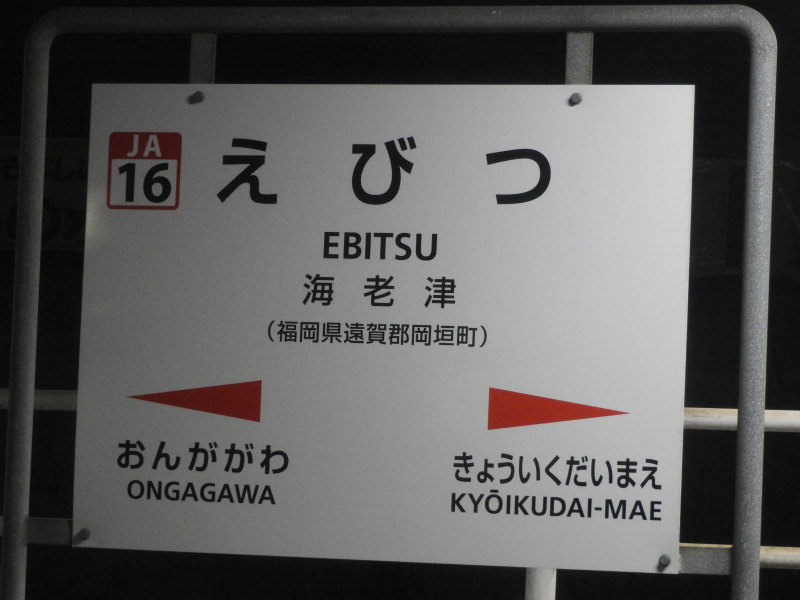 JA
16
えびつ
EBITSU
海老津
（福岡県遠賀郡岡垣町）
おんががわ
ONGAGAWA
きょういくだいまえ
KYŌIKUDAI-MAE